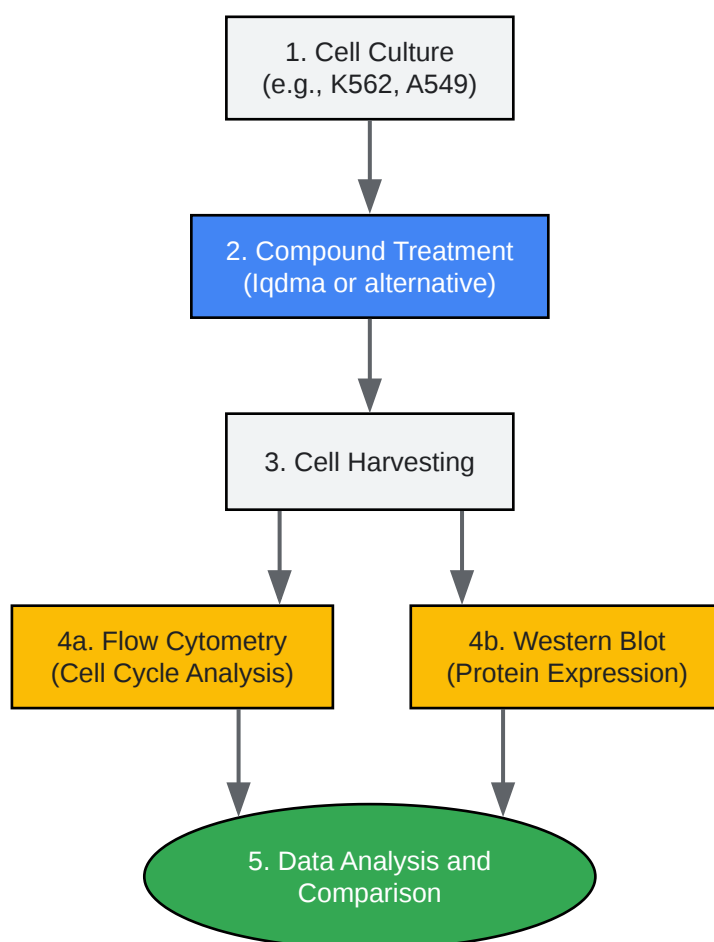 1. Cell Culture
(e.g., K562, A549)
2. Compound Treatment
(Iqdma or alternative)
3. Cell Harvesting
4a. Flow Cytometry
(Cell Cycle Analysis)
4b. Western Blot
(Protein Expression)
5. Data Analysis and
Comparison